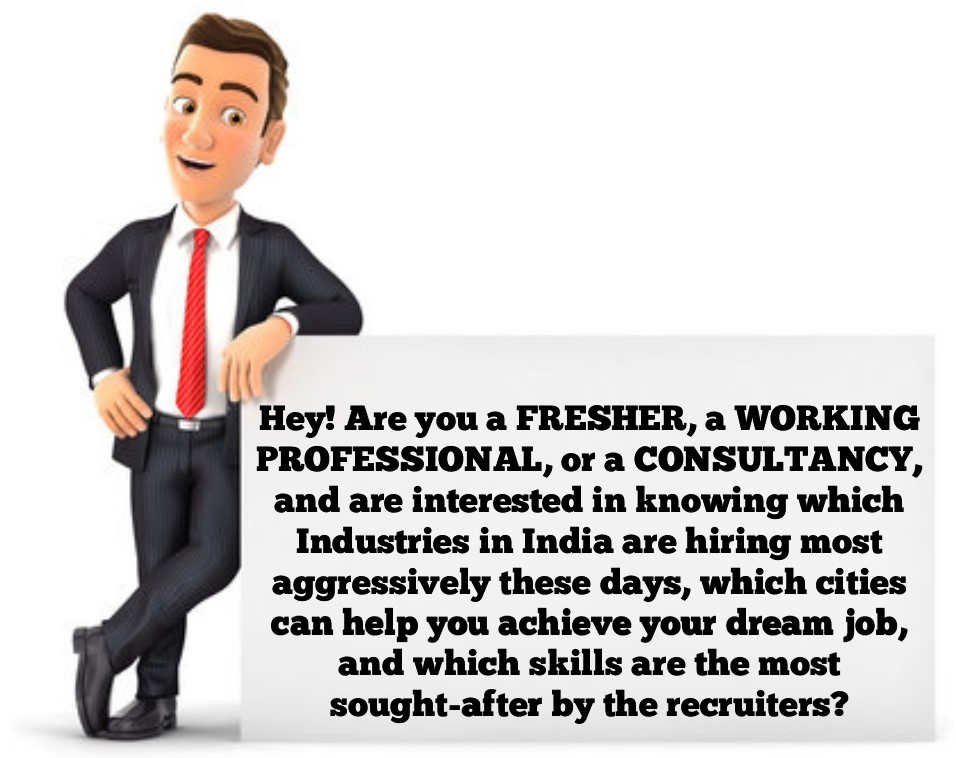 Hey! Are you a FRESHER, a WORKING
PROFESSIONAL, or a CONSULTANCY,
and are interested in knowing which
Industries in India are hiring most
aggressively these days, which cities
can help you achieve your dream job,
and which skills are the most
sought-after by the recruiters?